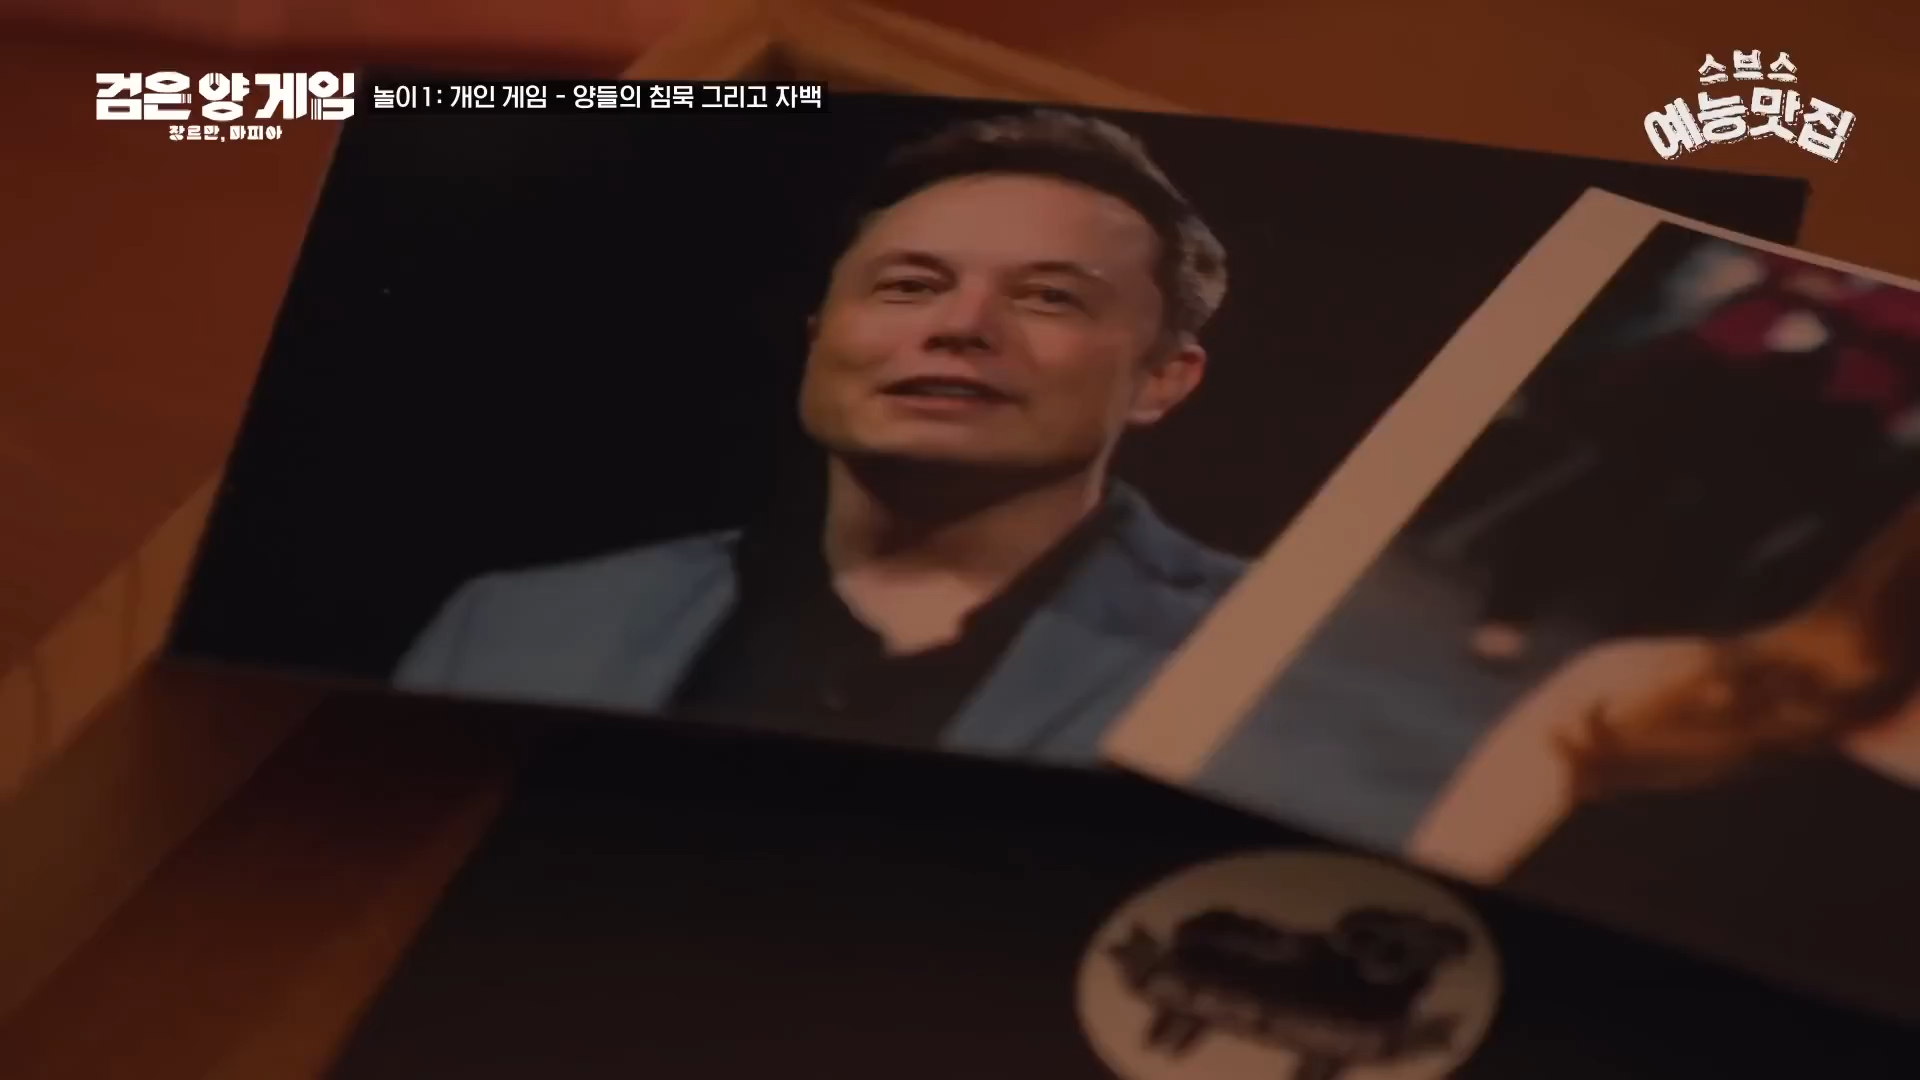 검은 양 게임
장르만, 마피아
놀이1: 개인 게임 - 양들의 침묵 그리고 자백
스브스
예능맛집